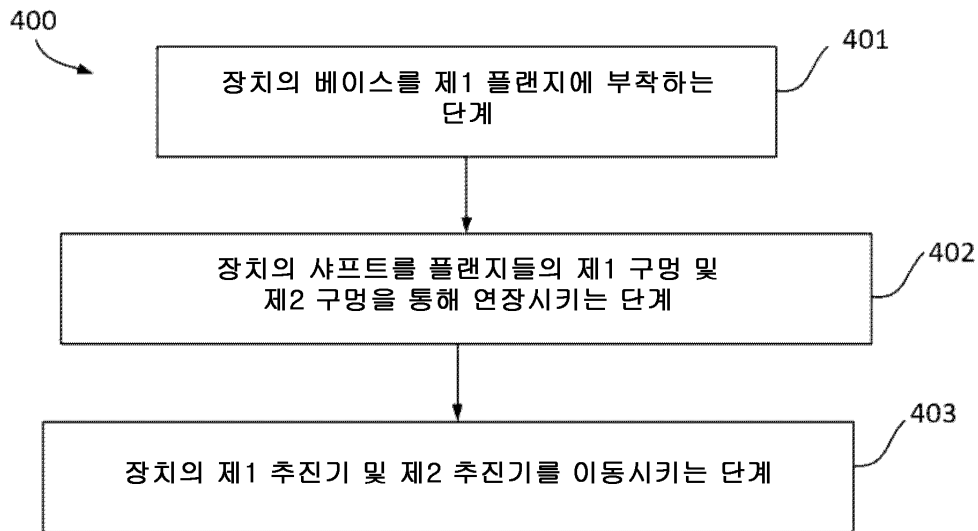 400
401
장치의 베이스를 제1 플랜지에 부착하는
단계
402
장치의 샤프트를 플랜지들의 제1 구멍 및
제2 구멍을 통해 연장시키는 단계
403
장치의 제1 추진기 및 제2 추진기를 이동시키는 단계